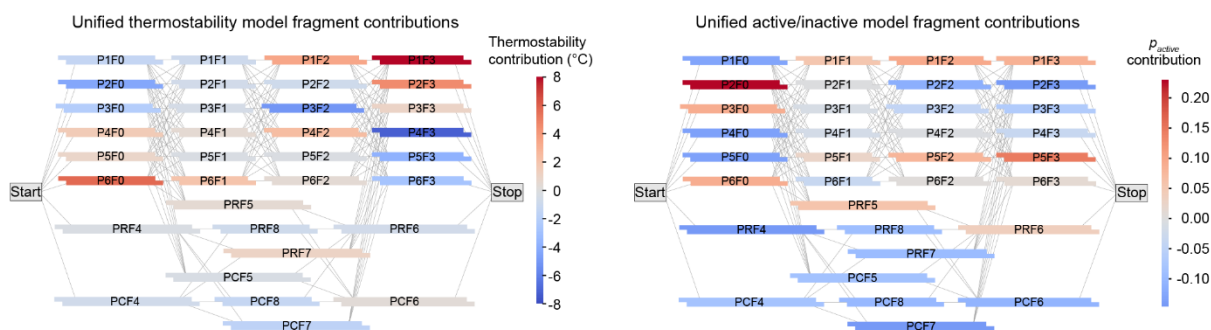 Unified thermostability model fragment contributions
Thermostability
contribution (°C)
P1F0 P1F1 P1F2 P1F3
P2F0 P2F1 P2F2 P2F3
P3F0 P3F1 P3F2 P3F3
P4F0 P4F1 P4F2 P4F3
P5F0 P5F1 P5F2 P5F3
P6F0 P6F1 P6F2 P6F3
Start
Stop
PRF5
PRF4 PRF8 PRF6
PRF7
PCF5
PCF4 PCF8 PCF6
PCF7
8
6
4
2
0
-2
-4
-6
-8
Unified active/inactive model fragment contributions
p_active
contribution
P1F0 P1F1 P1F2 P1F3
P2F0 P2F1 P2F2 P2F3
P3F0 P3F1 P3F2 P3F3
P4F0 P4F1 P4F2 P4F3
P5F0 P5F1 P5F2 P5F3
P6F0 P6F1 P6F2 P6F3
Start
Stop
PRF5
PRF4 PRF8 PRF6
PRF7
PCF5
PCF4 PCF8 PCF6
PCF7
0.20
0.15
0.10
0.05
0.00
-0.05
-0.10